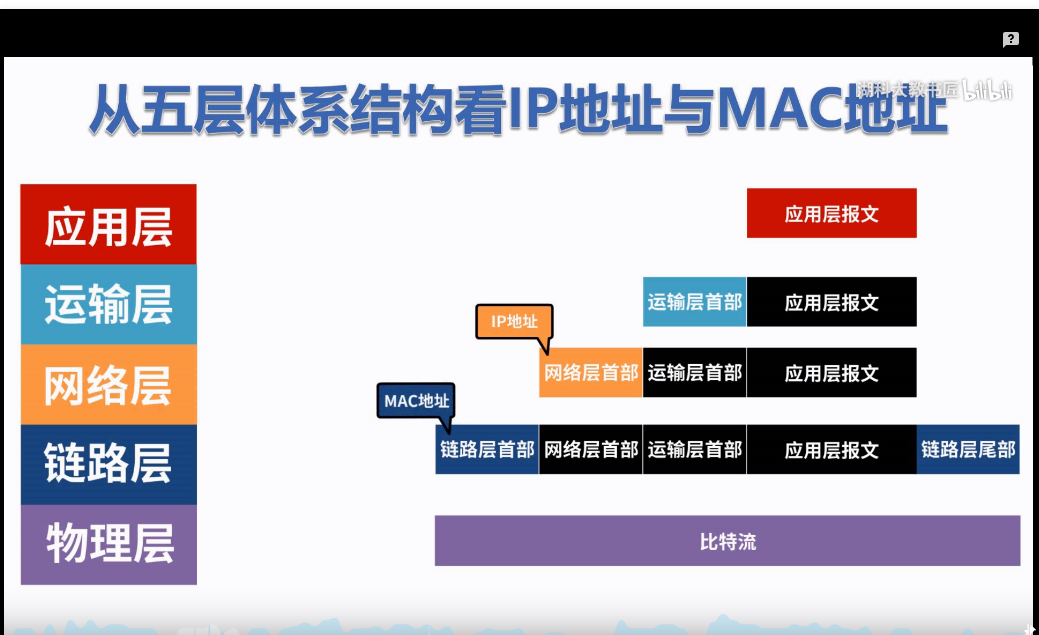 从五层体系结构看IP地址与MAC地址
湖科大教书匠 bilibili
应用层
应用层报文
运输层
运输层首部 应用层报文
IP地址
网络层
网络层首部 运输层首部 应用层报文
MAC地址
链路层
链路层首部 网络层首部 运输层首部 应用层报文 链路层尾部
物理层
比特流